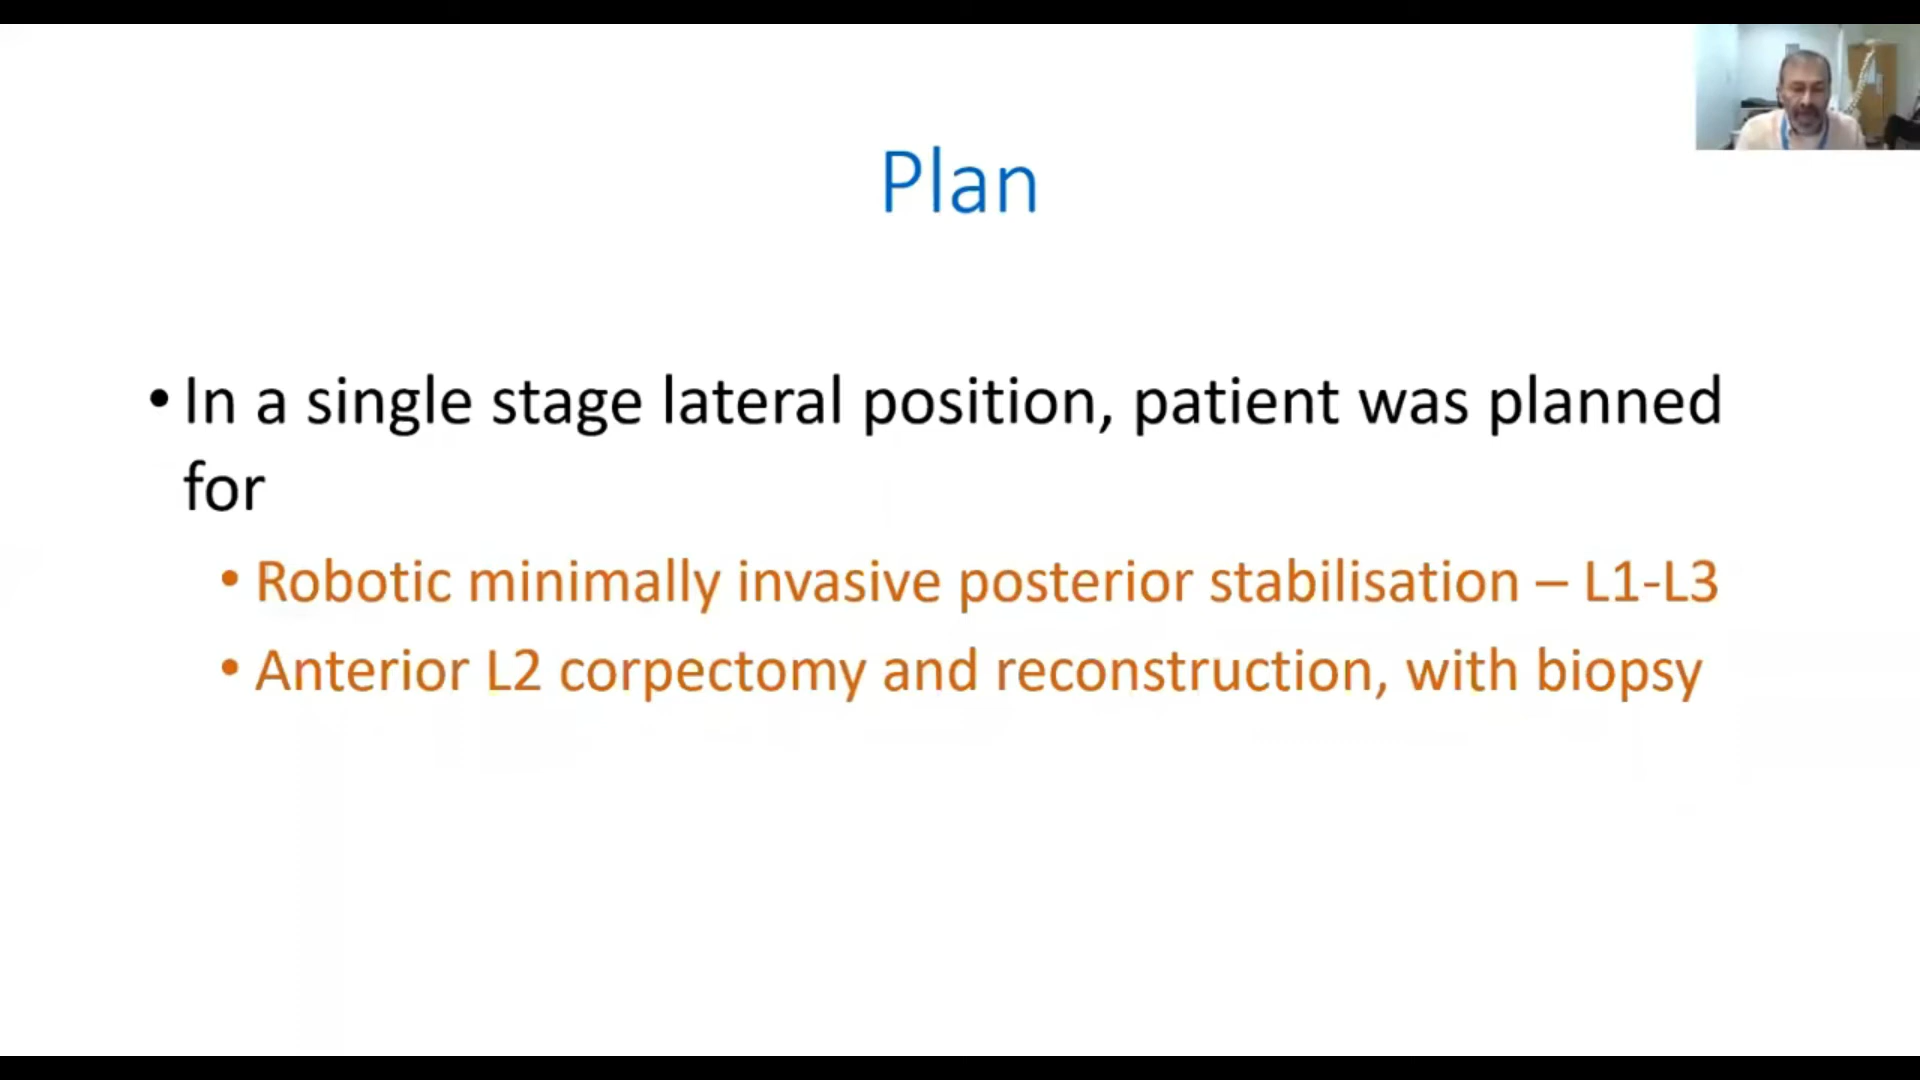 Plan
• In a single stage lateral position, patient was planned
for
• Robotic minimally invasive posterior stabilisation – L1-L3
• Anterior L2 corpectomy and reconstruction, with biopsy